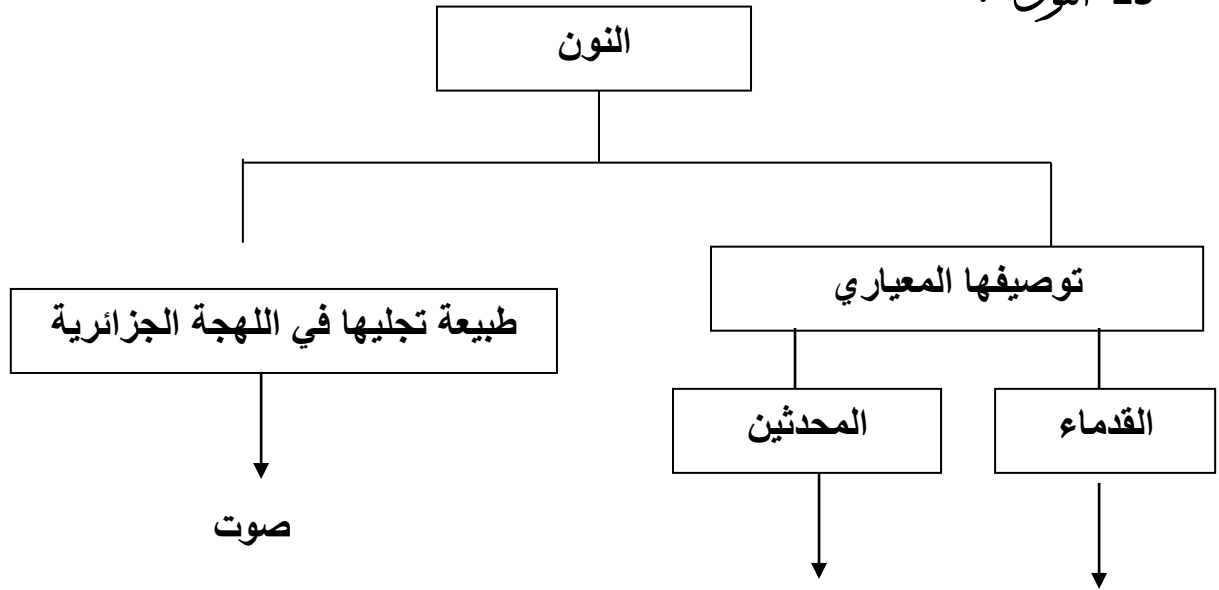 النون
توصيفها المعياري
طبيعة تجليها في اللهجة الجزائرية
القدماء
المحدثين
صوت